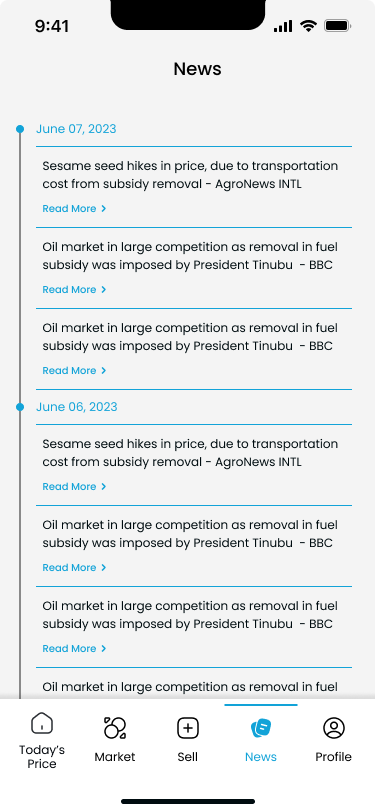 9:41
News
June 07, 2023
Sesame seed hikes in price, due to transportation
cost from subsidy removal - AgroNews INTL
Read More
Oil market in large competition as removal in fuel
subsidy was imposed by President Tinubu - BBC
Read More
Oil market in large competition as removal in fuel
subsidy was imposed by President Tinubu - BBC
Read More
June 06, 2023
Sesame seed hikes in price, due to transportation
cost from subsidy removal - AgroNews INTL
Read More
Oil market in large competition as removal in fuel
subsidy was imposed by President Tinubu - BBC
Read More
Oil market in large competition as removal in fuel
subsidy was imposed by President Tinubu - BBC
Read More
Oil market in large competition as removal in fuel
Today's
Price
Market
Sell
News
Profile